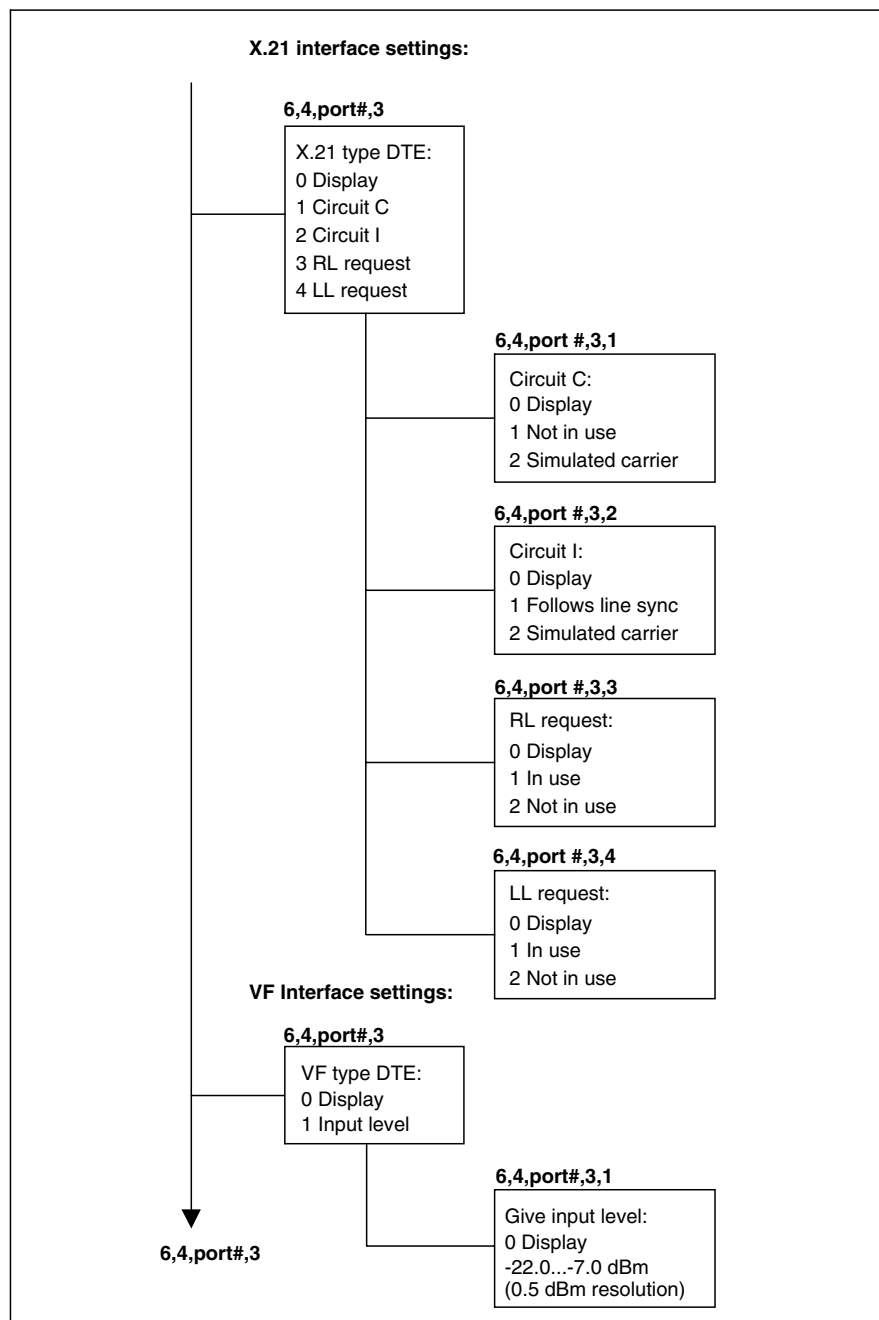 X.21 interface settings:
6,4,port#,3
X.21 type DTE:
0 Display
1 Circuit C
2 Circuit I
3 RL request
4 LL request
6,4,port #,3,1
Circuit C:
0 Display
1 Not in use
2 Simulated carrier
6,4,port #,3,2
Circuit I:
0 Display
1 Follows line sync
2 Simulated carrier
6,4,port #,3,3
RL request:
0 Display
1 In use
2 Not in use
6,4,port #,3,4
LL request:
0 Display
1 In use
2 Not in use
VF Interface settings:
6,4,port#,3
VF type DTE:
0 Display
1 Input level
6,4,port#,3,1
Give input level:
0 Display
-22.0...-7.0 dBm
(0.5 dBm resolution)
6,4,port#,3